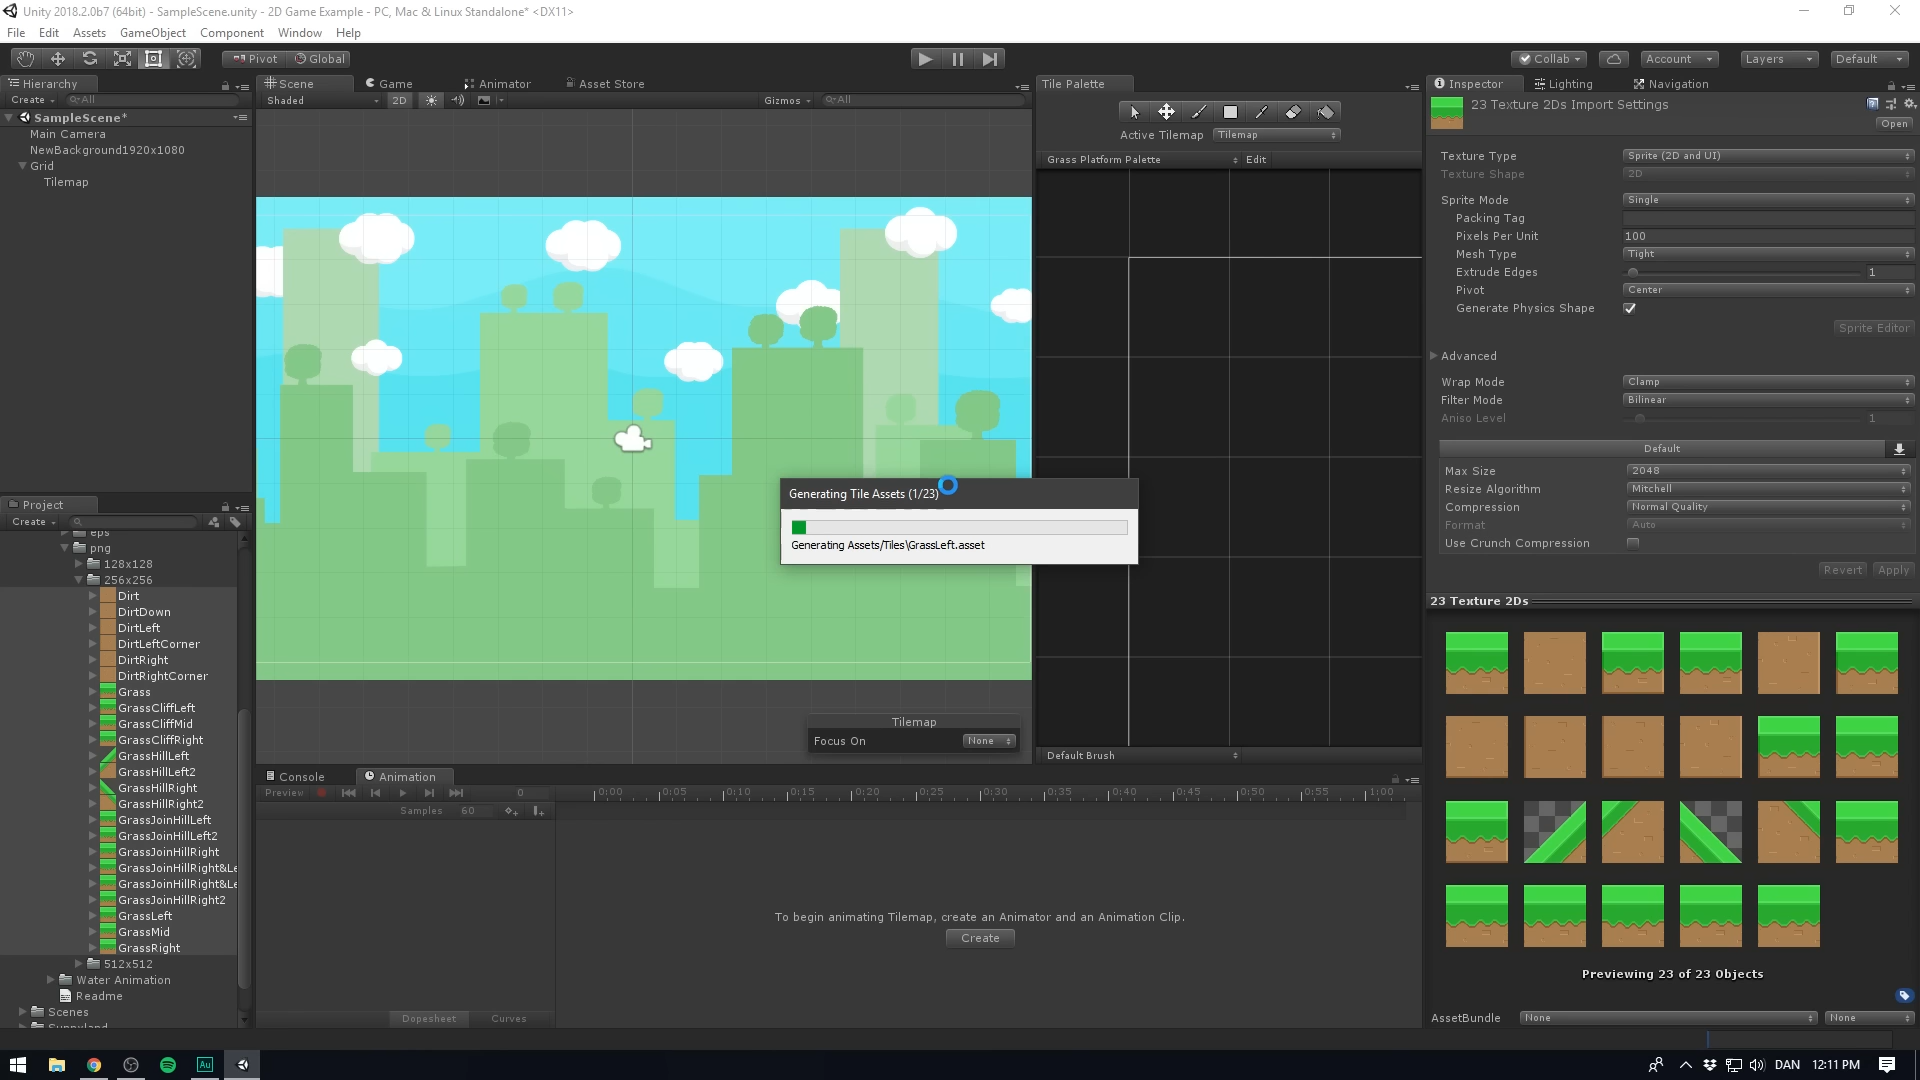 Unity 2018.2.0b7 (64bit) - SampleScene.unity - 2D Game Example - PC, Mac & Linux Standalone* <DX11>
File Edit Assets GameObject Component Window Help
Pivot Global Collab Account Layers Default
Hierarchy
Create All
SampleScene*
Main Camera
NewBackground1920x1080
Grid
Tilemap
Scene Game Animator Asset Store
Shaded 2D Gizmos All
Tilemap
Focus On None
Tile Palette
Active Tilemap Tilemap
Grass Platform Palette Edit
Default Brush
Generating Tile Assets (1/23)
Generating Assets/Tiles\GrassLeft.asset
Project
Create
eps
png
128x128
256x256
Dirt
DirtDown
DirtLeft
DirtLeftCorner
DirtRight
DirtRightCorner
Grass
GrassCliffLeft
GrassCliffMid
GrassCliffRight
GrassHillLeft
GrassHillLeft2
GrassHillRight
GrassHillRight2
GrassJoinHillLeft
GrassJoinHillLeft2
GrassJoinHillRight
GrassJoinHillRight&Le
GrassJoinHillRight&Le
GrassJoinHillRight2
GrassLeft
GrassMid
GrassRight
512x512
Water Animation
Readme
Scenes
Console Animation
Preview 0 0:00 0:05 0:10 0:15 0:20 0:25 0:30 0:35 0:40 0:45 0:50 0:55 1:00
Samples 60
To begin animating Tilemap, create an Animator and an Animation Clip.
Create
Dopesheet Curves
Inspector Lighting Navigation
23 Texture 2Ds Import Settings
Open
Texture Type Sprite (2D and UI)
Texture Shape 2D
Sprite Mode Single
Packing Tag
Pixels Per Unit 100
Mesh Type Tight
Extrude Edges 1
Pivot Center
Generate Physics Shape
Sprite Editor
Advanced
Wrap Mode Clamp
Filter Mode Bilinear
Aniso Level 1
Default
Max Size 2048
Resize Algorithm Mitchell
Compression Normal Quality
Format Auto
Use Crunch Compression
Revert Apply
23 Texture 2Ds
Previewing 23 of 23 Objects
AssetBundle None None
Au DAN 12:11 PM